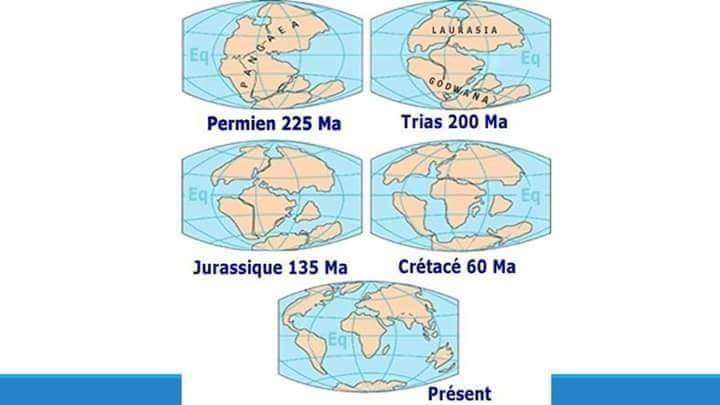 PANGAEA
Eq
Permien 225 Ma
LAURASIA
Eq
GODWANA
Trias 200 Ma
Eq
Jurassique 135 Ma
Eq
Crétacé 60 Ma
Eq
Présent